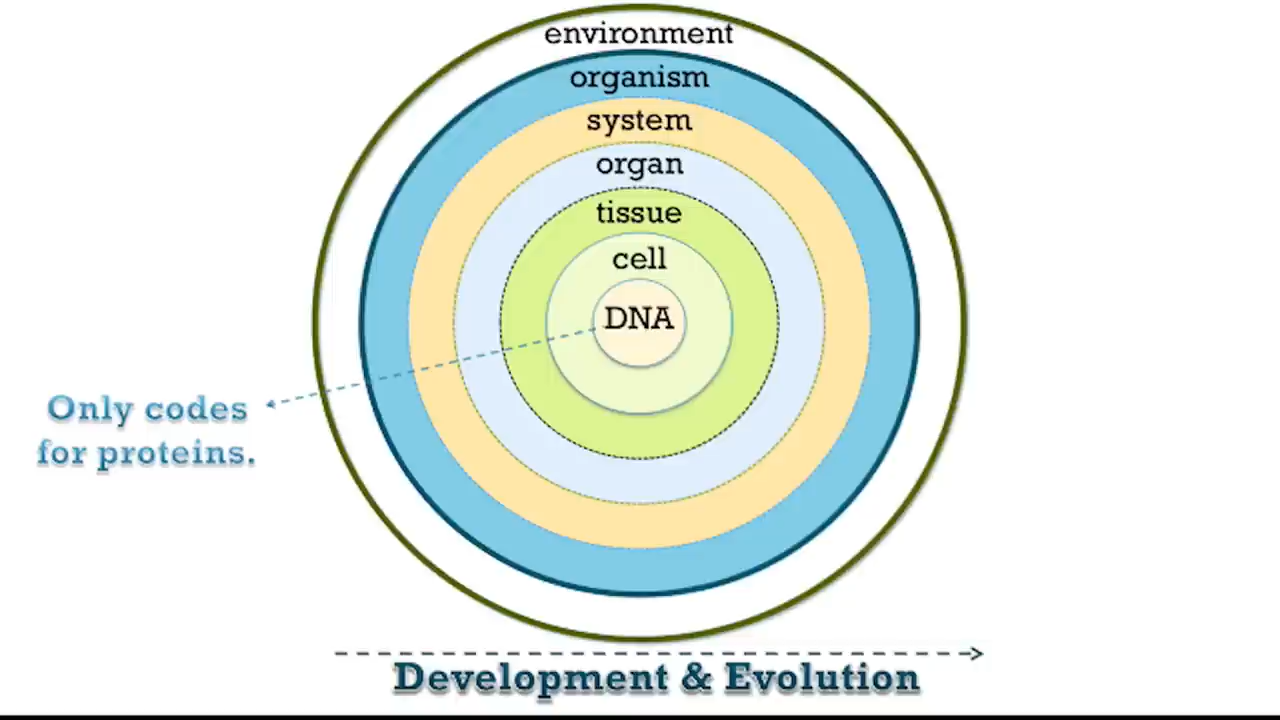 environment
organism
system
organ
tissue
cell
DNA
Only codes
for proteins.
Development & Evolution